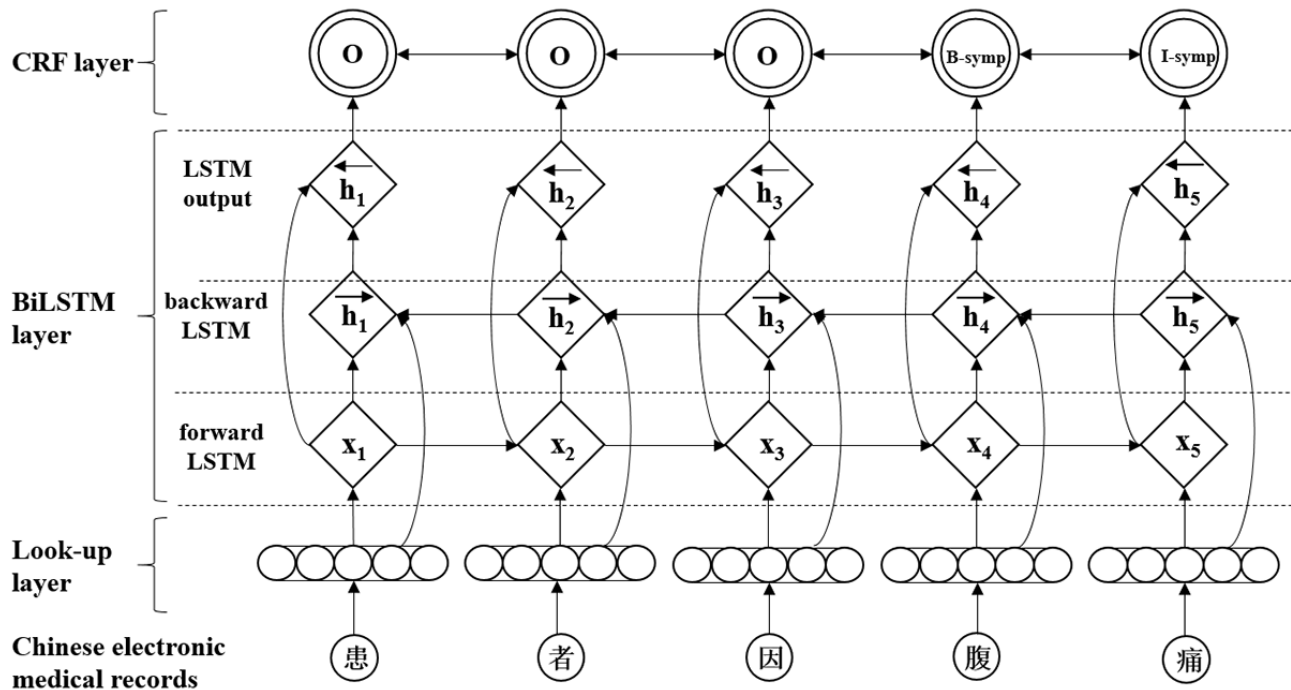 CRF layer
O O O B-symp I-symp
LSTM
output
h1 h2 h3 h4 h5
BiLSTM
layer
backward
LSTM
h1 h2 h3 h4 h5
forward
LSTM
x1 x2 x3 x4 x5
Look-up
layer
Chinese electronic
medical records
患 者 因 腹 痛